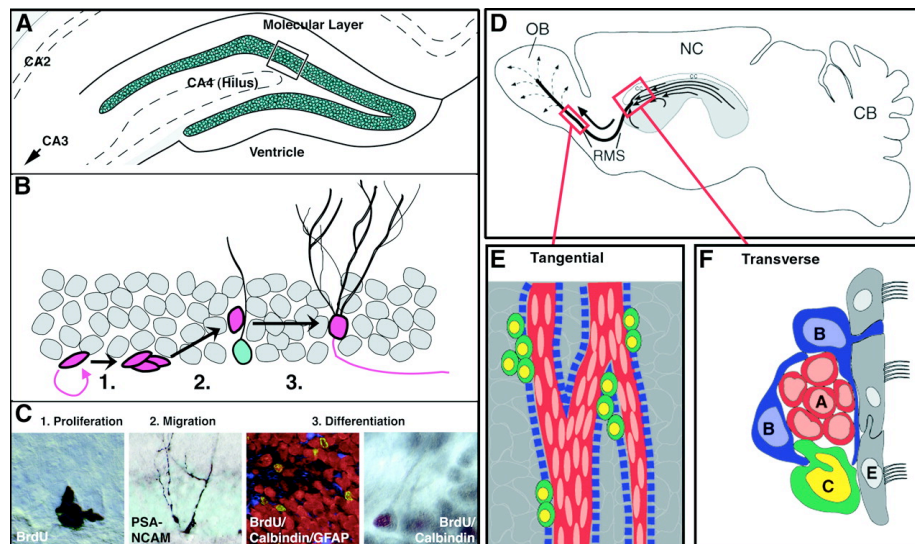 A
Molecular Layer
CA2
CA4 (Hilus)
CA3
Ventricle
B
1.
2.
3.
C
1. Proliferation
2. Migration
3. Differentiation
BrdU
PSA-
NCAM
BrdU/
Calbindin/GFAP
BrdU/
Calbindin
D
OB
NC
cc
CB
RMS
E
Tangential
F
Transverse
B
A
B
E
C